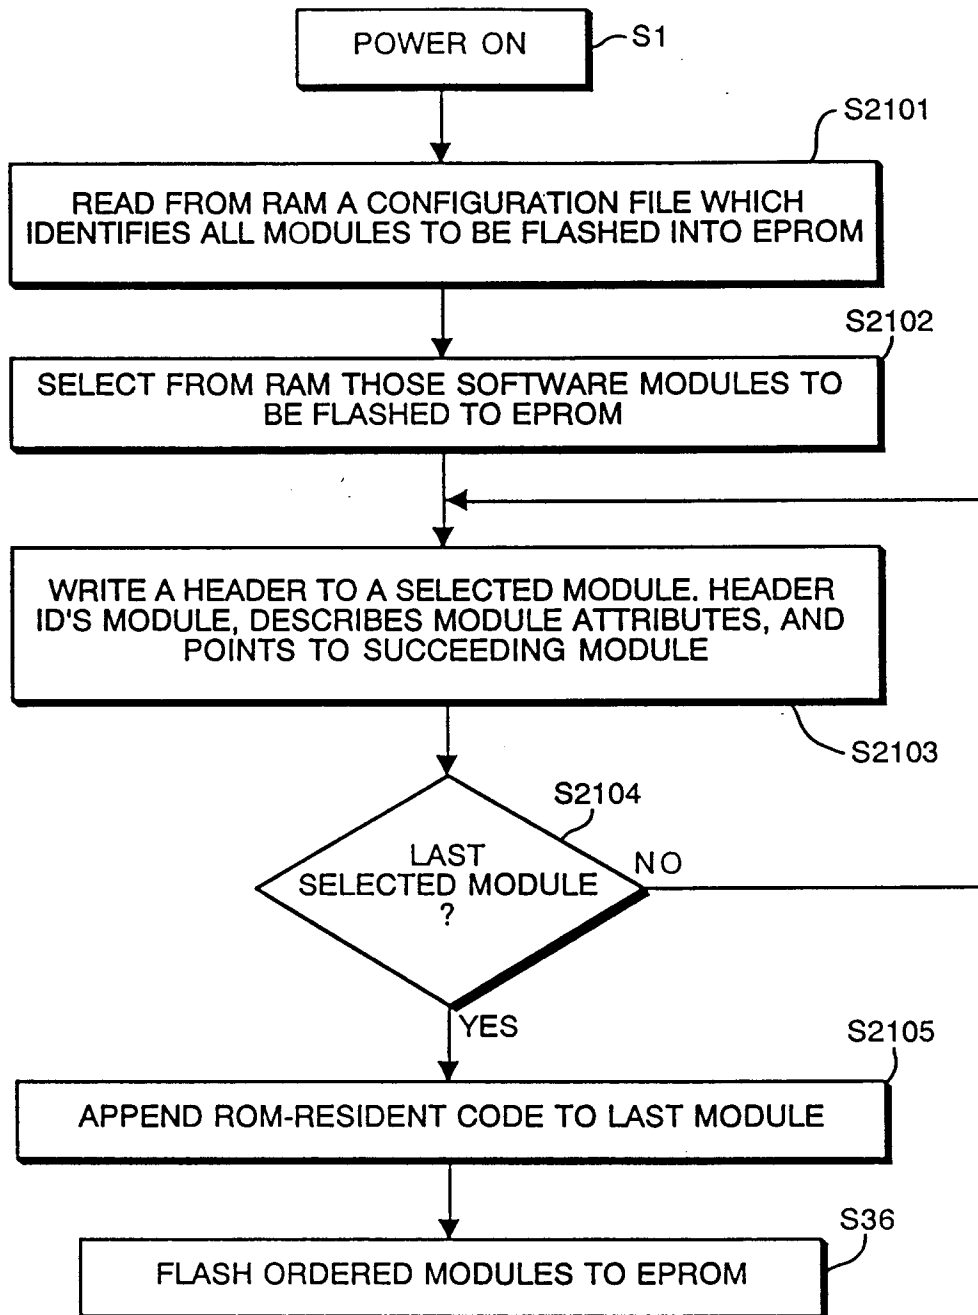 POWER ON
S1
S2101
READ FROM RAM A CONFIGURATION FILE WHICH
IDENTIFIES ALL MODULES TO BE FLASHED INTO EPROM
S2102
SELECT FROM RAM THOSE SOFTWARE MODULES TO
BE FLASHED TO EPROM
WRITE A HEADER TO A SELECTED MODULE. HEADER
ID'S MODULE, DESCRIBES MODULE ATTRIBUTES, AND
POINTS TO SUCCEEDING MODULE
S2103
S2104
LAST
SELECTED MODULE
?
NO
YES
S2105
APPEND ROM-RESIDENT CODE TO LAST MODULE
S36
FLASH ORDERED MODULES TO EPROM